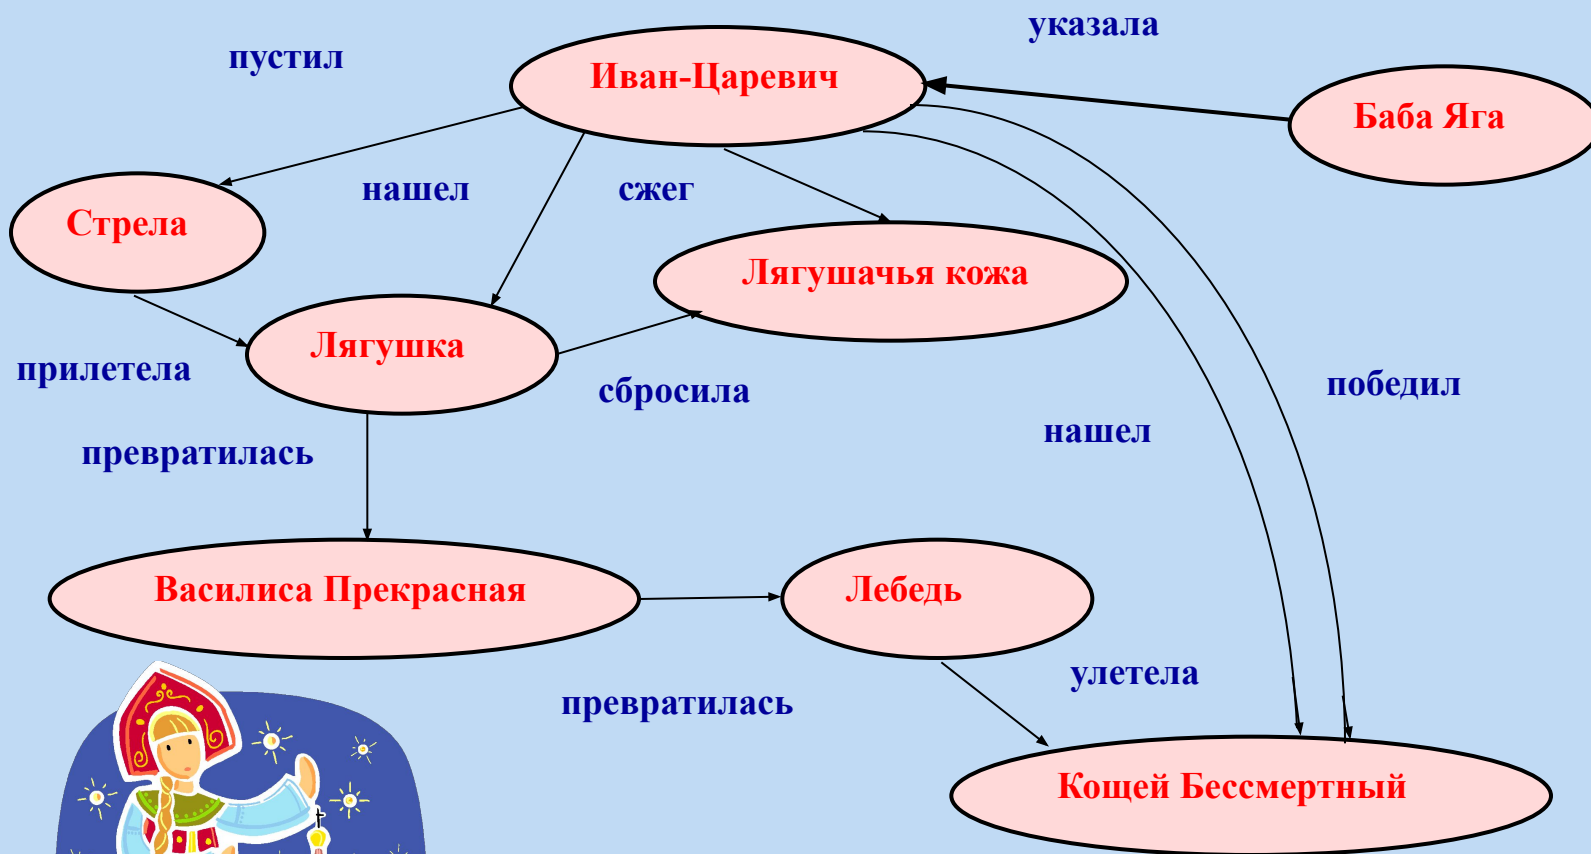 указала
пустил
Иван-Царевич
Баба Яга
нашел
сжег
Стрела
Лягушачья кожа
Лягушка
прилетела
сбросила
победил
нашел
превратилась
Василиса Прекрасная
Лебедь
улетела
превратилась
Кощей Бессмертный